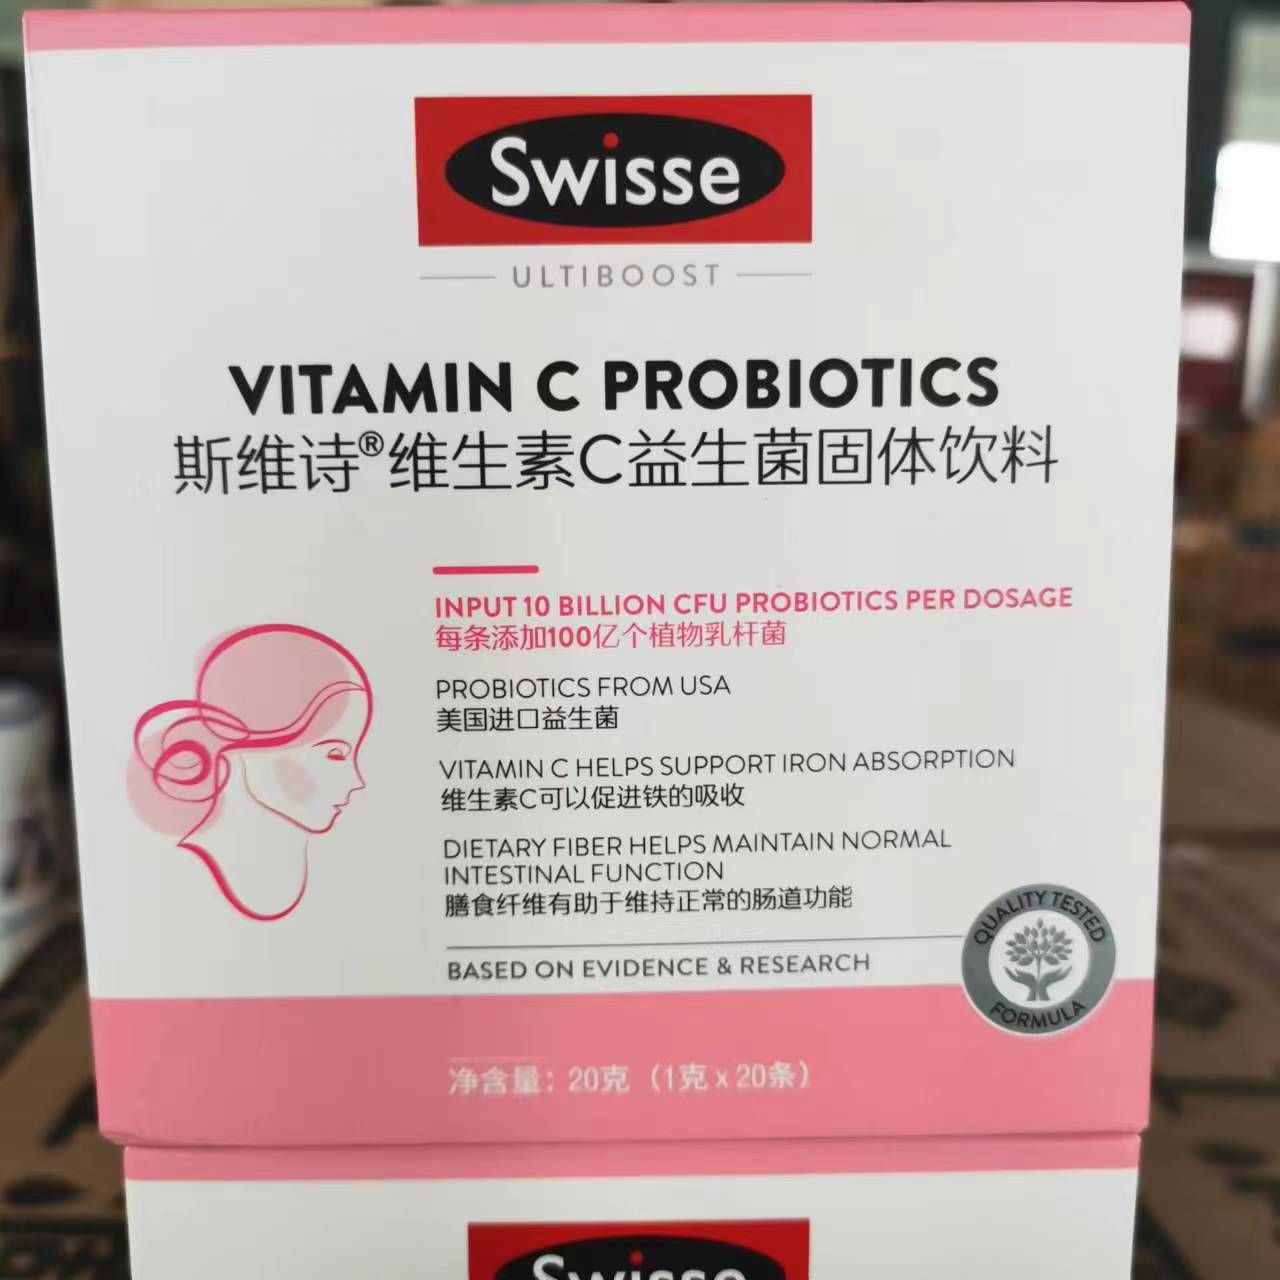 Swisse
ULTIBOOST
VITAMIN C PROBIOTICS
斯维诗®维生素C益生菌固体饮料
INPUT 10 BILLION CFU PROBIOTICS PER DOSAGE
每条添加100亿个植物乳杆菌
PROBIOTICS FROM USA
美国进口益生菌
VITAMIN C HELPS SUPPORT IRON ABSORPTION
维生素C可以促进铁的吸收
DIETARY FIBER HELPS MAINTAIN NORMAL
INTESTINAL FUNCTION
膳食纤维有助于维持正常的肠道功能
BASED ON EVIDENCE & RESEARCH
QUALITY TESTED
FORMULA
净含量：20克（1克 x 20条）
Swisse